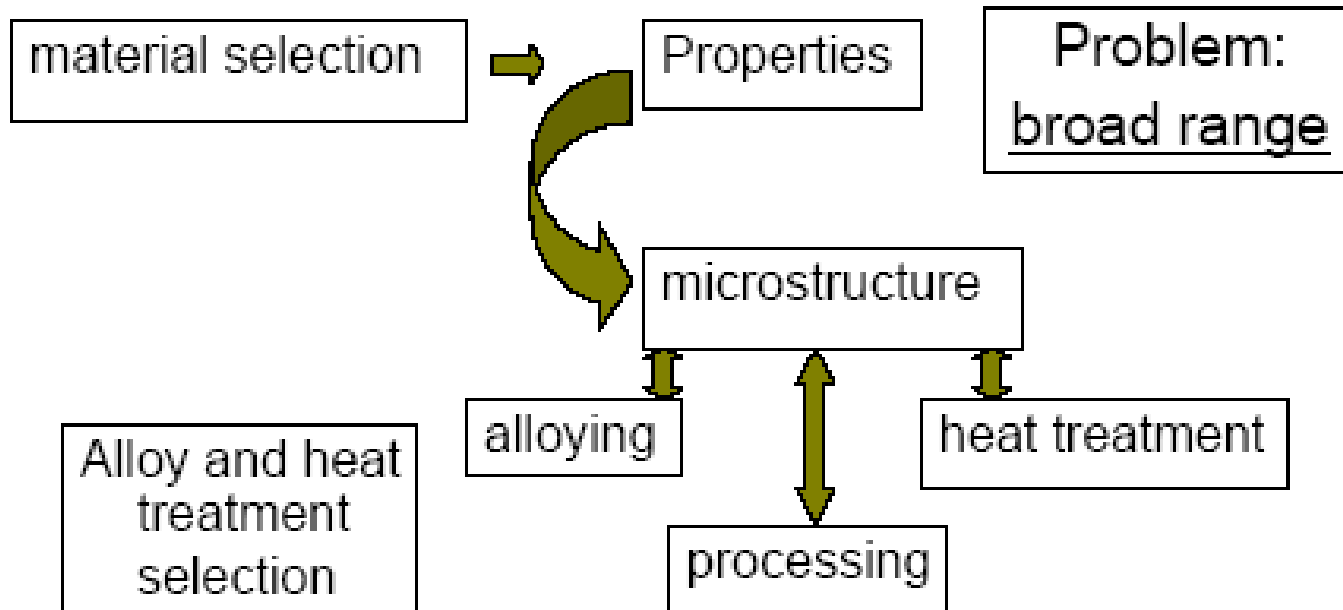 material selection
Properties
Problem:
broad range
microstructure
alloying
heat treatment
Alloy and heat
treatment
selection
processing